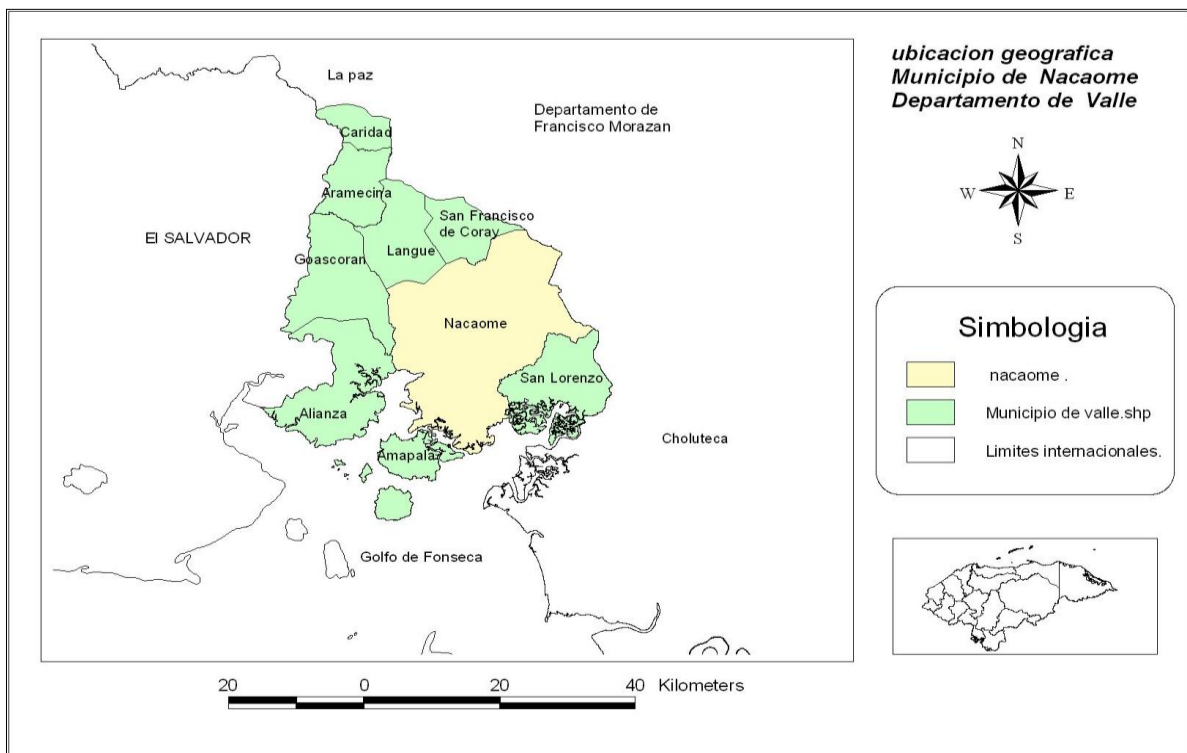 ubicacion geografica
Municipio de Nacaome
Departamento de Valle
La paz
Departamento de
Francisco Morazan
Caridad
Aramecina
San Francisco
de Coray
El SALVADOR
Langue
Goascoran
Nacaome
San Lorenzo
Alianza
Choluteca
Amapala
Golfo de Fonseca
N
W
E
S
Simbologia
nacaome .
Municipio de valle.shp
Limites internacionales.
20 0 20 40 Kilometers